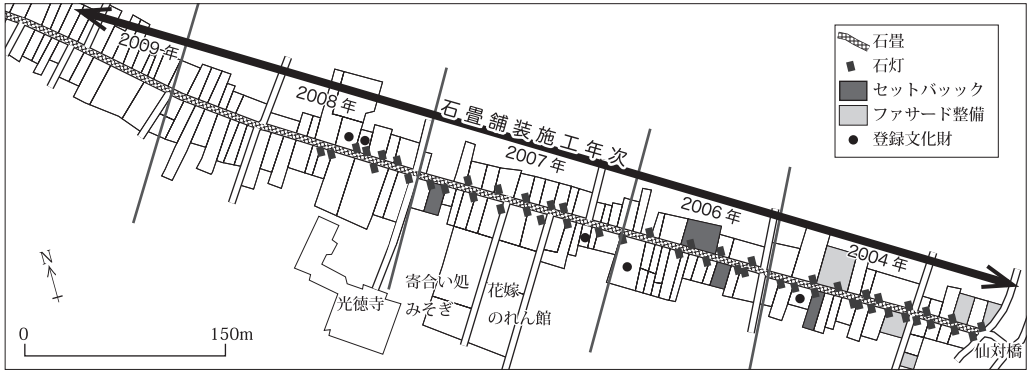 2009年
2008年
石畳舗装施工年次
2007年
2006年
2004年
石畳
石灯
セットバッック
ファサード整備
登録文化財
N
0 150m
光徳寺
寄合い処
みそぎ
花嫁
のれん館
仙対橋